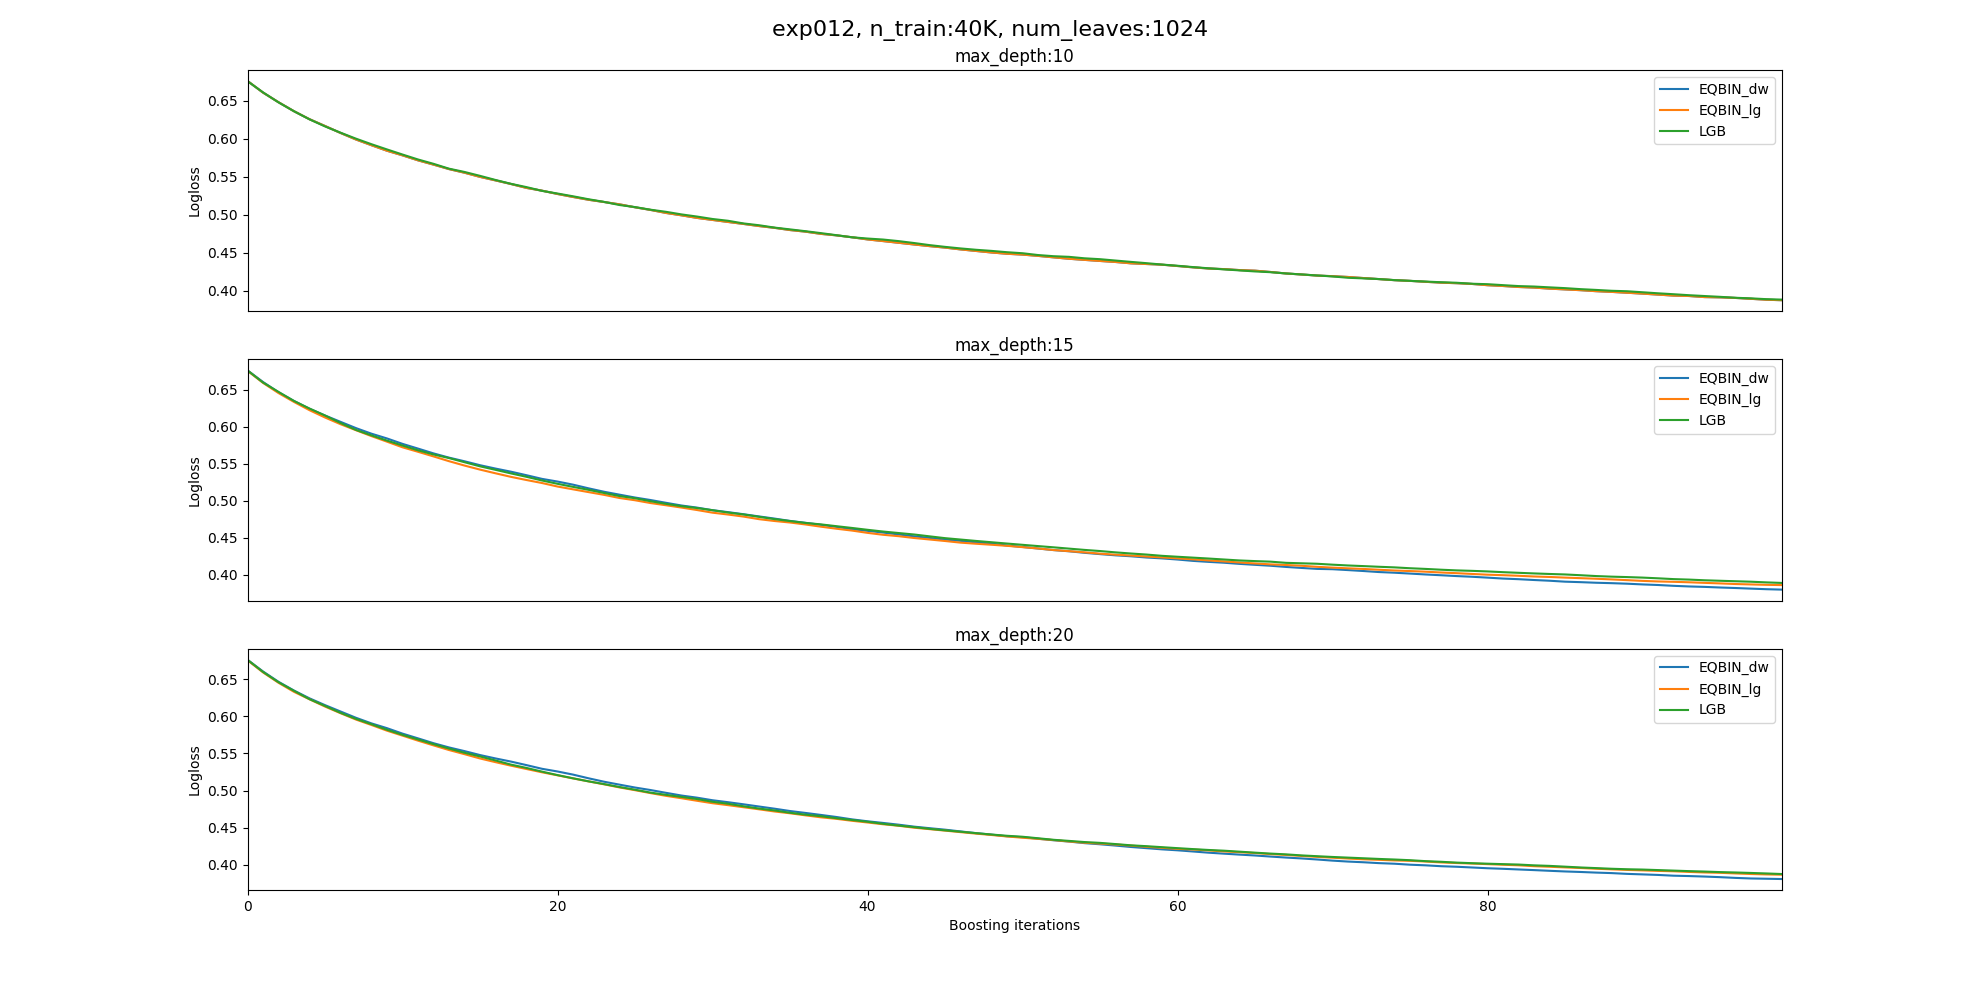 exp012, n_train:40K, num_leaves:1024
max_depth:10
EQBIN_dw
EQBIN_lg
LGB
0.65
0.60
0.55
0.50
0.45
0.40
Logloss
max_depth:15
EQBIN_dw
EQBIN_lg
LGB
0.65
0.60
0.55
0.50
0.45
0.40
Logloss
max_depth:20
EQBIN_dw
EQBIN_lg
LGB
0.65
0.60
0.55
0.50
0.45
0.40
Logloss
0 20 40 60 80
Boosting iterations